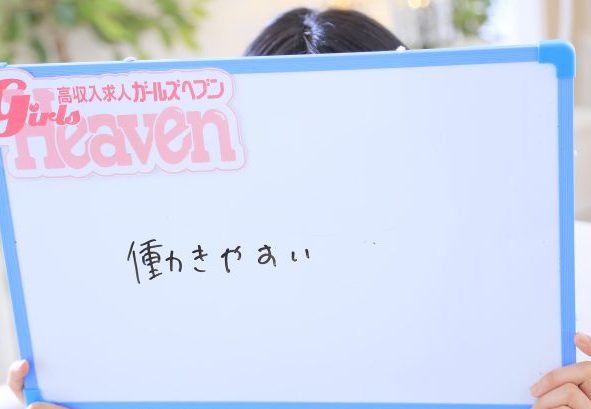 高収入求人ガールズヘブン
Girls
Heaven
働きやすい